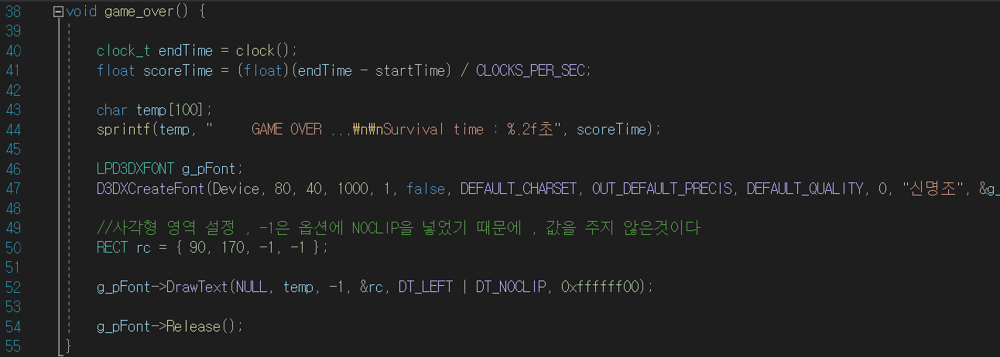 38 void game_over() {
39
40 clock_t endTime = clock();
41 float scoreTime = (float)(endTime - startTime) / CLOCKS_PER_SEC;
42
43 char temp[100];
44 sprintf(temp, "     GAME OVER ...₩n₩nSurvival time : %.2f초", scoreTime);
45
46 LPD3DXFONT g_pFont;
47 D3DXCreateFont(Device, 80, 40, 1000, 1, false, DEFAULT_CHARSET, OUT_DEFAULT_PRECIS, DEFAULT_QUALITY, 0, "신명조", &g_
48
49 //사각형 영역 설정 , -1은 옵션에 NOCLIP을 넣었기 때문에 , 값을 주지 않은것이다
50 RECT rc = { 90, 170, -1, -1 };
51
52 g_pFont->DrawText(NULL, temp, -1, &rc, DT_LEFT | DT_NOCLIP, 0xffffff00);
53
54 g_pFont->Release();
55 }